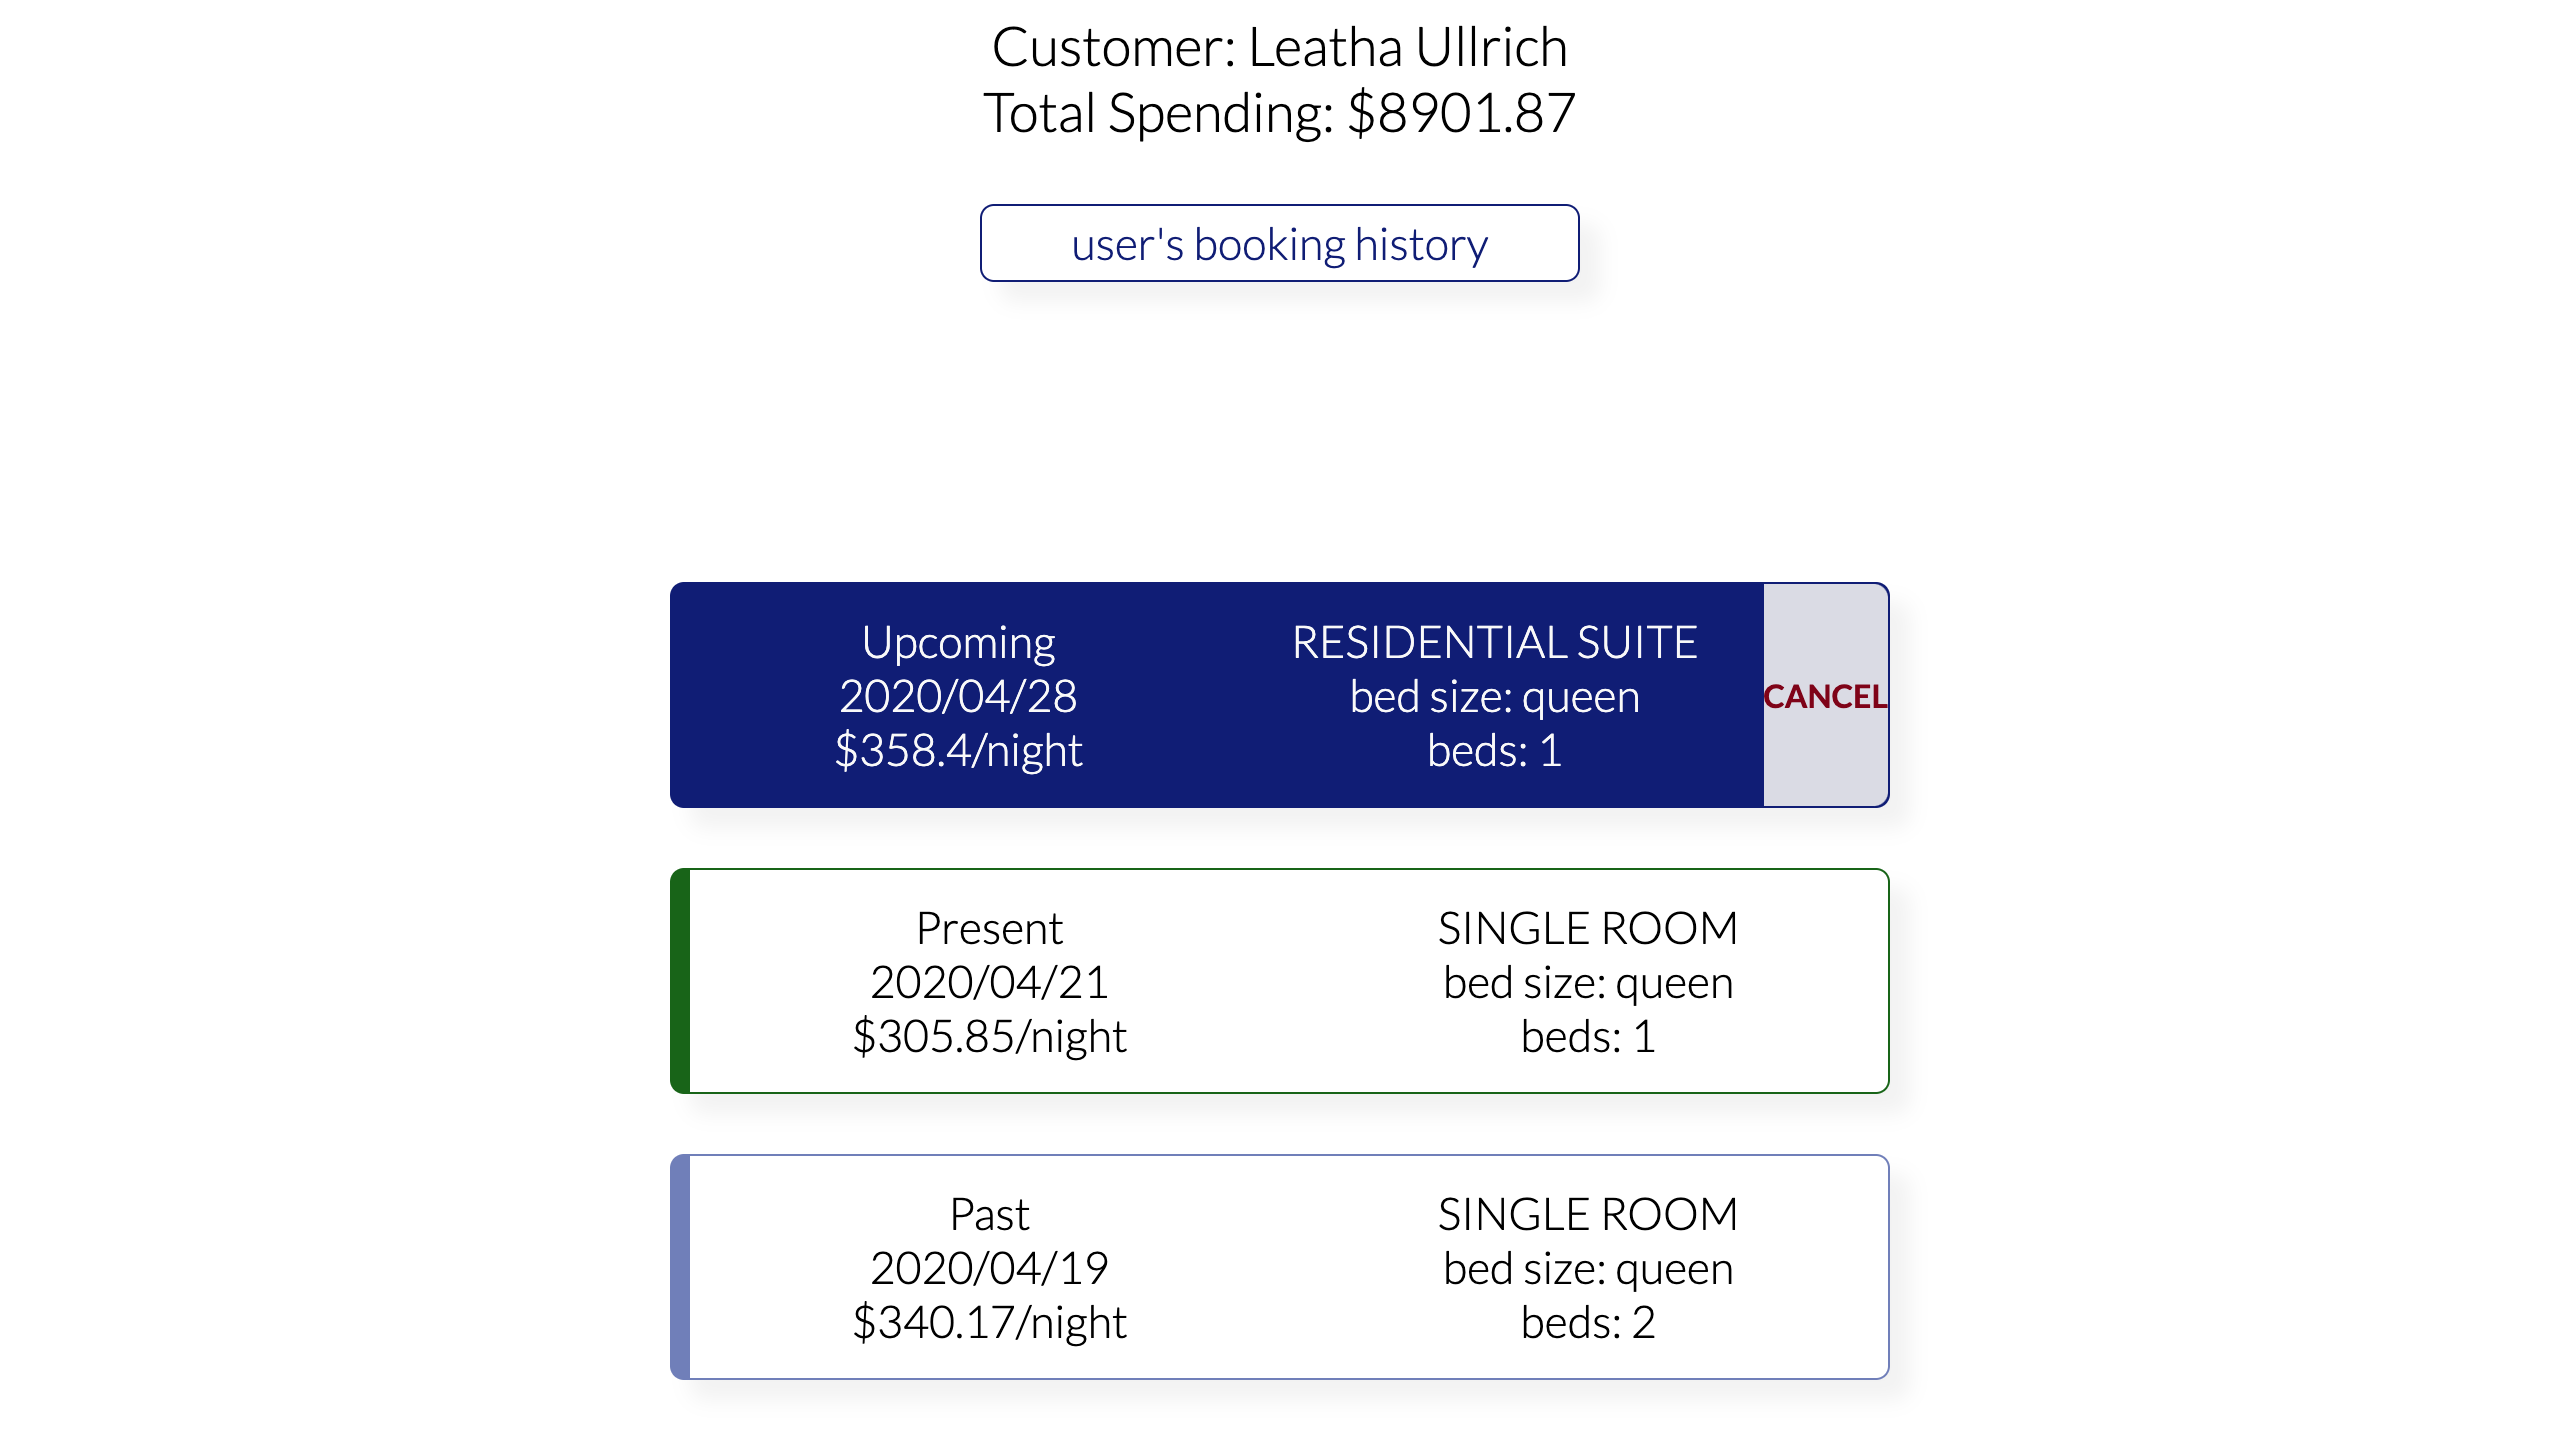 Customer: Leatha Ullrich
Total Spending: $8901.87
user's booking history
Upcoming
2020/04/28
$358.4/night
RESIDENTIAL SUITE
bed size: queen
beds: 1
CANCEL
Present
2020/04/21
$305.85/night
SINGLE ROOM
bed size: queen
beds: 1
Past
2020/04/19
$340.17/night
SINGLE ROOM
bed size: queen
beds: 2